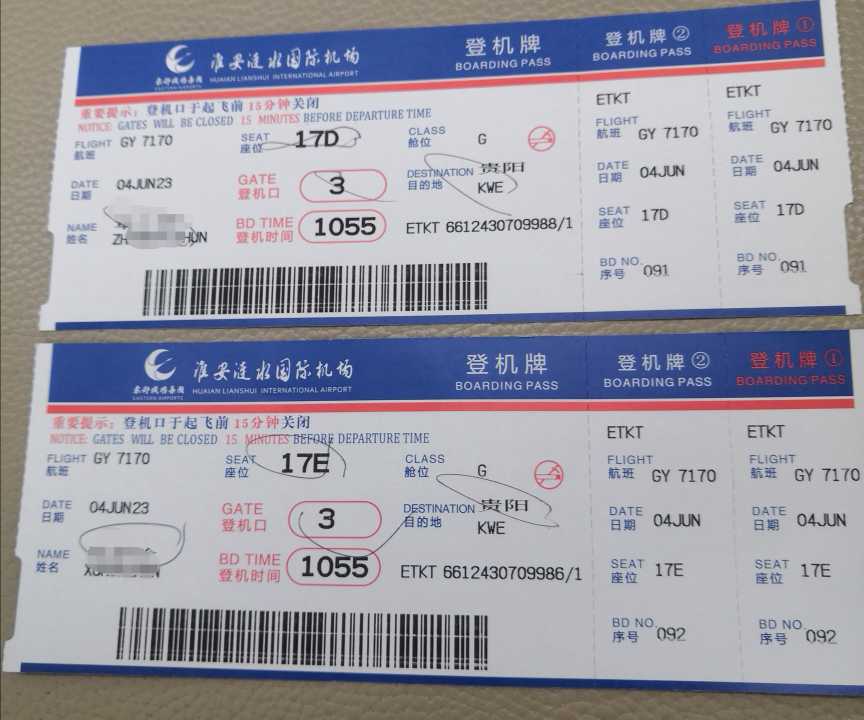 淮安涟水国际机场
HUAIAN LIANSHUI INTERNATIONAL AIRPORT
东部机场集团
EASTERN AIRPORTS
登机牌
BOARDING PASS
登机牌②
BOARDING PASS
登机牌①
BOARDING PASS
重要提示：登机口于起飞前 15分钟关闭
NOTICE: GATES WILL BE CLOSED 15 MINUTES BEFORE DEPARTURE TIME
FLIGHT 航班 GY 7170
SEAT 座位 17D
CLASS 舱位 G
DATE 日期 04JUN23
GATE 登机口 3
DESTINATION 目的地 贵阳 KWE
NAME 姓名
BD TIME 登机时间 1055
ETKT 6612430709988/1
ETKT
FLIGHT 航班 GY 7170
DATE 日期 04JUN
SEAT 座位 17D
BD NO. 序号 091
ETKT
FLIGHT 航班 GY 7170
DATE 日期 04JUN
SEAT 座位 17D
BD NO. 序号 091
淮安涟水国际机场
HUAIAN LIANSHUI INTERNATIONAL AIRPORT
东部机场集团
EASTERN AIRPORTS
登机牌
BOARDING PASS
登机牌②
BOARDING PASS
登机牌①
BOARDING PASS
重要提示：登机口于起飞前 15分钟关闭
NOTICE: GATES WILL BE CLOSED 15 MINUTES BEFORE DEPARTURE TIME
FLIGHT 航班 GY 7170
SEAT 座位 17E
CLASS 舱位 G
DATE 日期 04JUN23
GATE 登机口 3
DESTINATION 目的地 贵阳 KWE
NAME 姓名
BD TIME 登机时间 1055
ETKT 6612430709986/1
ETKT
FLIGHT 航班 GY 7170
DATE 日期 04JUN
SEAT 座位 17E
BD NO. 序号 092
ETKT
FLIGHT 航班 GY 7170
DATE 日期 04JUN
SEAT 座位 17E
BD NO. 序号 092